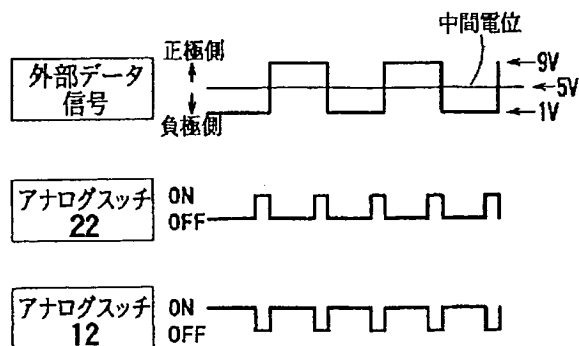 中間電位
正極側
外部データ
信号
負極側
9V
5V
1V
アナログスッチ
22
ON
OFF
アナログスッチ
12
ON
OFF